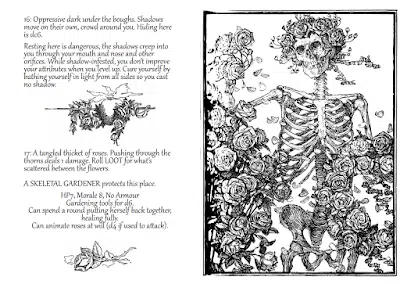 16: Oppressive dark under the boughs. Shadows
move on their own, crowd around you. Hiding here
is d6.
Resting here is dangerous, the shadows creep into
you through your mouth and nose and other
orifices. While shadow-infested, you don't improve
your attributes when you level up. Cure yourself by
bathing yourself in light from all sides so you cast
no shadow.
17: A tangled thicket of roses. Pushing through the
thorns deals 1 damage. Roll LOOT for what's
scattered between the flowers.
A SKELETAL GARDENER protects this place.
HP7, Morale 8, No Armour
Gardening tools for d6.
Can spend a round putting herself back together,
healing fully.
Can animate roses at will (d4 if used to attack).